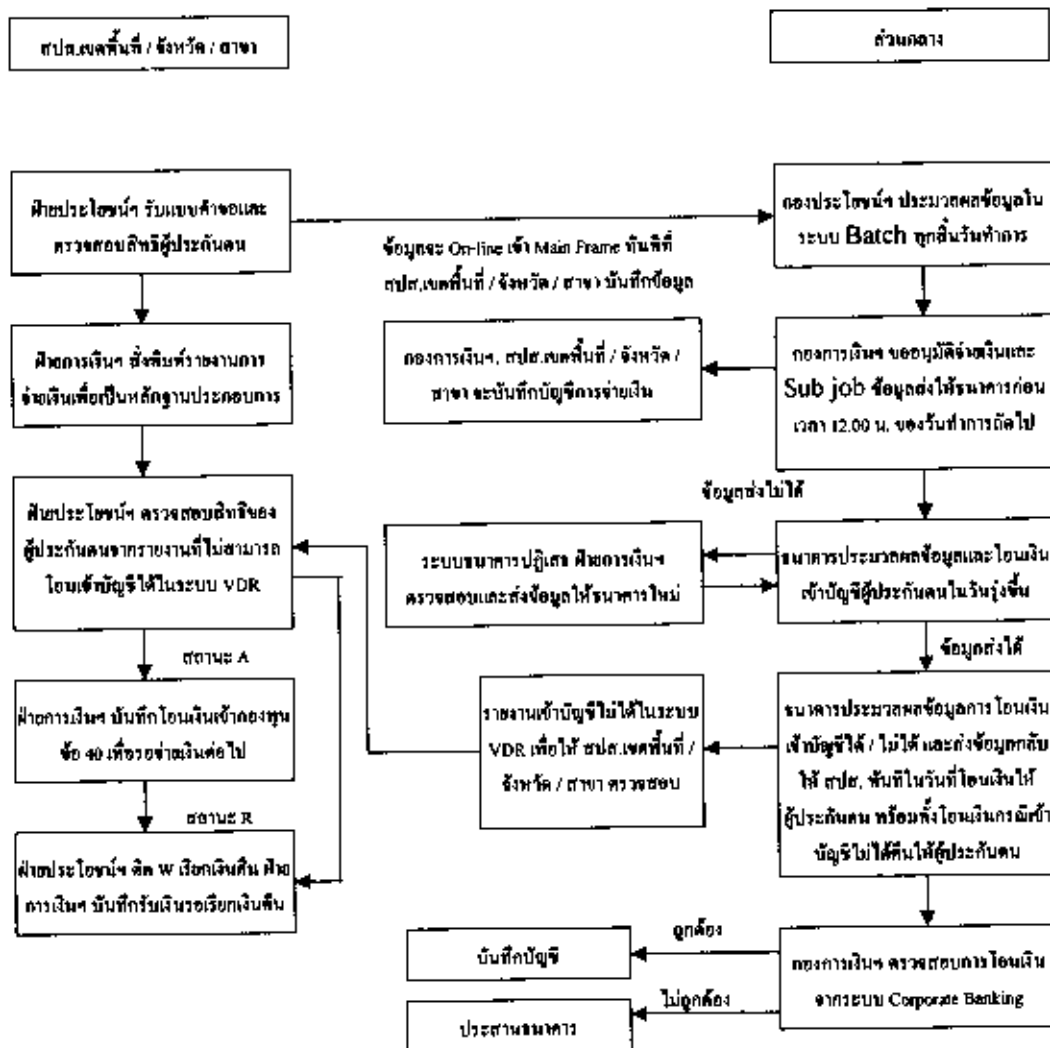 สปส.เขตพื้นที่ / จังหวัด / สาขา
ส่วนกลาง
ฝ่ายประโยชน์ฯ รับแบบคำขอและ
ตรวจสอบสิทธิผู้ประกันตน
ข้อมูลจะ On-line เข้า Main Frame ทันทีที่
สปส.เขตพื้นที่ / จังหวัด / สาขา บันทึกข้อมูล
กองประโยชน์ฯ ประมวลผลข้อมูลใน
ระบบ Batch ทุกสิ้นวันทำการ
ฝ่ายการเงินฯ สั่งพิมพ์รายงานการ
จ่ายเงินเพื่อเป็นหลักฐานประกอบการ
กองการเงินฯ, สปส.เขตพื้นที่ / จังหวัด /
สาขา จะบันทึกบัญชีการจ่ายเงิน
กองการเงินฯ ขออนุมัติจ่ายเงินและ
Sub job ข้อมูลส่งให้ธนาคารก่อน
เวลา 12.00 น. ของวันทำการถัดไป
ข้อมูลส่งไม่ได้
ฝ่ายประโยชน์ฯ ตรวจสอบสิทธิของ
ผู้ประกันตนจากรายงานที่ไม่สามารถ
โอนเข้าบัญชีได้ในระบบ VDR
ระบบธนาคารปฏิเสธ ฝ่ายการเงินฯ
ตรวจสอบและส่งข้อมูลให้ธนาคารใหม่
ธนาคารประมวลผลข้อมูลและโอนเงิน
เข้าบัญชีผู้ประกันตนในวันรุ่งขึ้น
ข้อมูลส่งได้
สถานะ A
ฝ่ายการเงินฯ บันทึกโอนเงินเข้ากองทุน
ข้อ 40 เพื่อรอจ่ายเงินต่อไป
รายงานเข้าบัญชีไม่ได้ในระบบ
VDR เพื่อให้ สปส.เขตพื้นที่ /
จังหวัด / สาขา ตรวจสอบ
ธนาคารประมวลผลข้อมูลการโอนเงิน
เข้าบัญชีได้ / ไม่ได้ และส่งข้อมูลกลับ
ให้ สปส. ทันทีในวันที่โอนเงินให้
ผู้ประกันตน พร้อมทั้งโอนเงินกรณีเข้า
บัญชีไม่ได้คืนให้ผู้ประกันตน
สถานะ R
ฝ่ายประโยชน์ฯ ติด W เรียกเงินคืน ฝ่าย
การเงินฯ บันทึกรับเงินรอเรียกเงินคืน
ถูกต้อง
บันทึกบัญชี
กองการเงินฯ ตรวจสอบการโอนเงิน
จากระบบ Corporate Banking
ไม่ถูกต้อง
ประสานธนาคาร